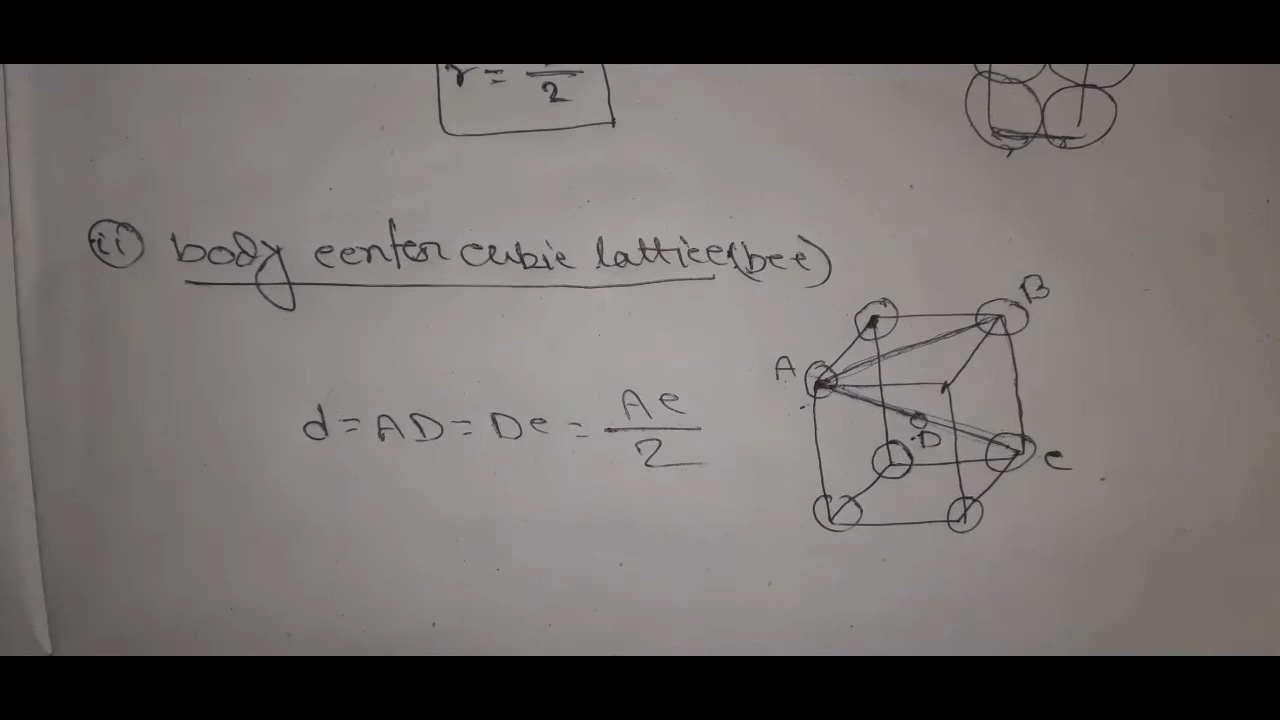 r = /2
(ii) body center cubic lattice (bcc)
B
A
d = AD = DC = AC/2
D
C